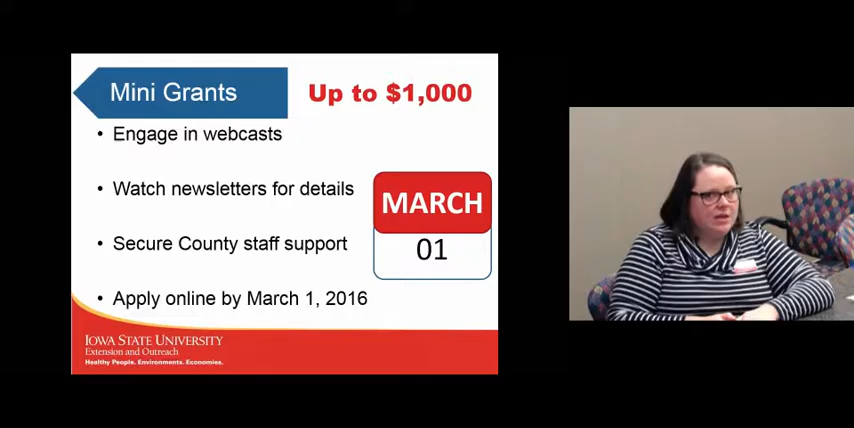 Mini Grants
Up to $1,000
• Engage in webcasts
• Watch newsletters for details
• Secure County staff support
• Apply online by March 1, 2016
MARCH
01
IOWA STATE UNIVERSITY
Extension and Outreach
Healthy People. Environments. Economies.